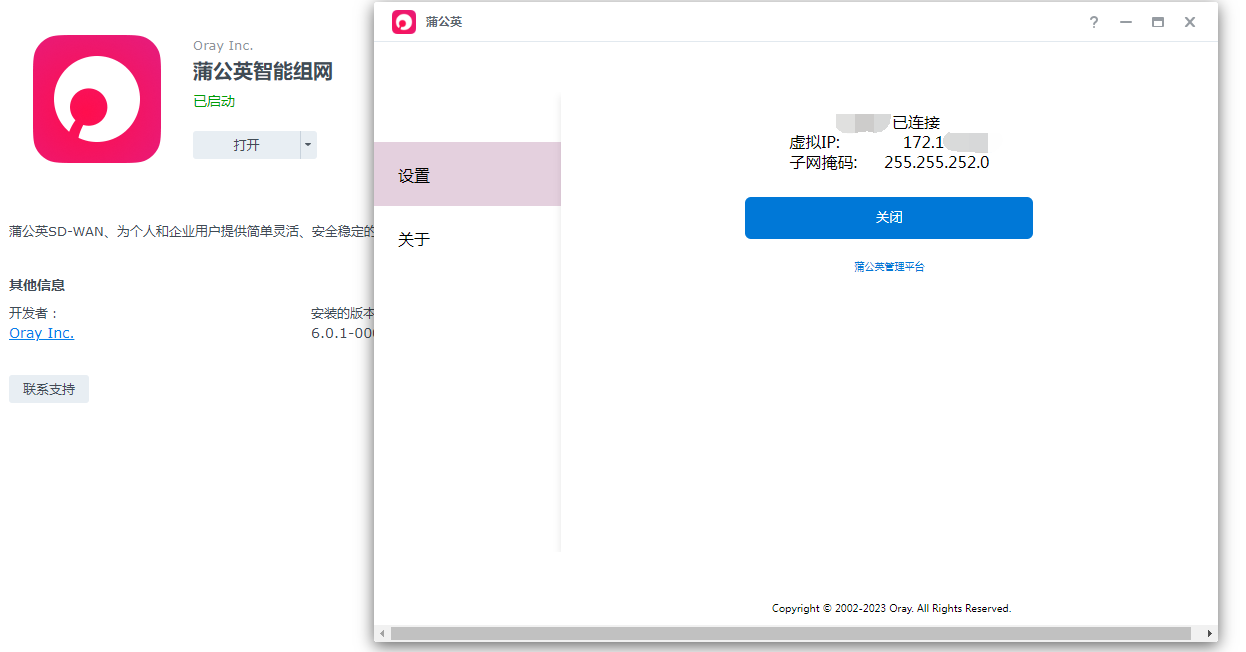 Oray Inc.
蒲公英智能组网
已启动
打开
蒲公英SD-WAN、为个人和企业用户提供简单灵活、安全稳定的
其他信息
开发者：
Oray Inc.
安装的版本
6.0.1-00
联系支持
蒲公英
设置
关于
已连接
虚拟IP: 172.1
子网掩码: 255.255.252.0
关闭
蒲公英管理平台
Copyright © 2002-2023 Oray. All Rights Reserved.